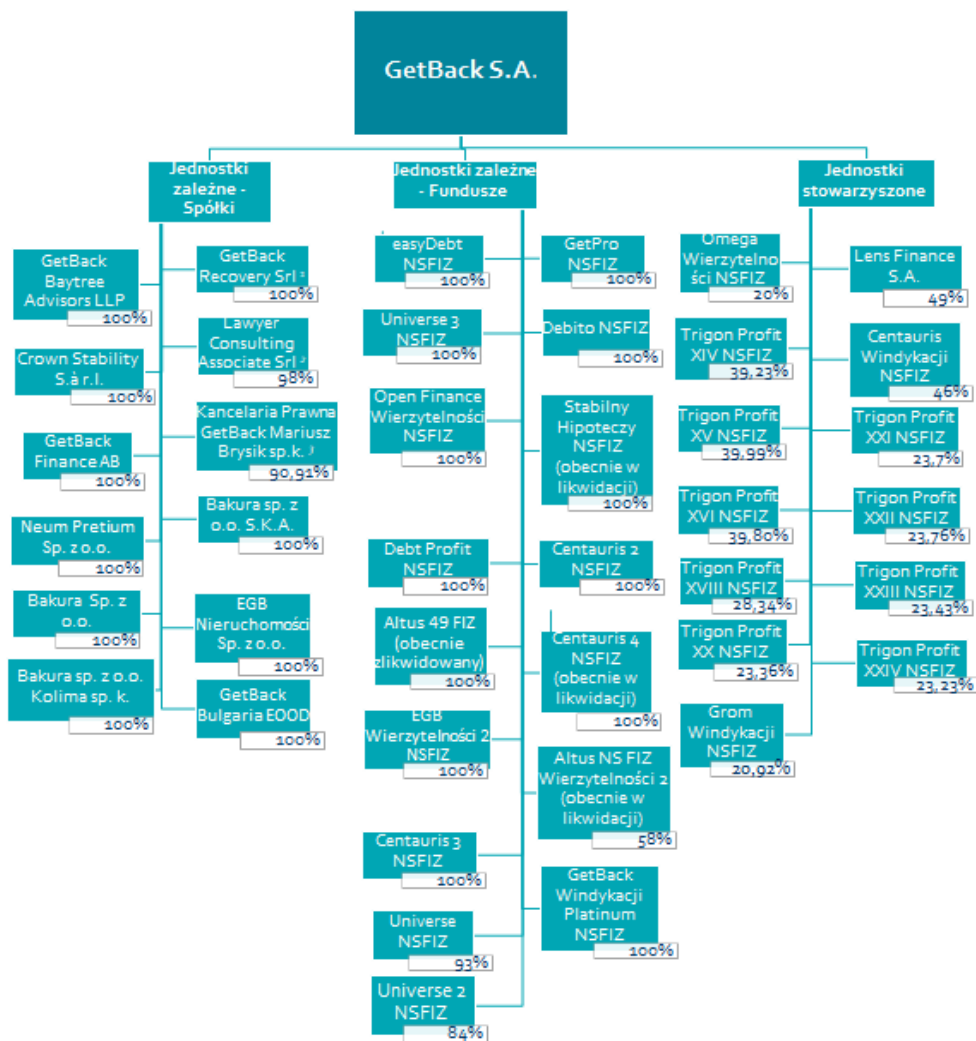 GetBack S.A.
Jednostki
zależne -
Spółki
GetBack
Baytree
Advisors LLP
100%
GetBack
Recovery Srl ¹
100%
Crown Stability
S.à r.l.
100%
Lawyer
Consulting
Associate Srl ²
98%
GetBack
Finance AB
100%
Kancelaria Prawna
GetBack Mariusz
Brysik sp.k. ³
90,91%
Neum Pretium
Sp. z o.o.
100%
Bakura sp. z
o.o. S.K.A.
100%
Bakura Sp. z
o.o.
100%
EGB
Nieruchomości
Sp. z o.o.
100%
Bakura sp. z o.o.
Kolima sp. k.
100%
GetBack
Bulgaria EOOD
100%
Jednostki zależne
- Fundusze
easyDebt
NSFIZ
100%
GetPro
NSFIZ
100%
Universe 3
NSFIZ
100%
Debito NSFIZ
100%
Open Finance
Wierzytelności
NSFIZ
100%
Stabilny
Hipoteczy
NSFIZ
(obecnie w
likwidacji)
100%
Debt Profit
NSFIZ
100%
Centauris 2
NSFIZ
100%
Altus 49 FIZ
(obecnie
zlikwidowany)
100%
Centauris 4
NSFIZ
(obecnie w
likwidacji)
100%
EGB
Wierzytelności 2
NSFIZ
100%
Altus NS FIZ
Wierzytelności 2
(obecnie w
likwidacji)
58%
Centauris 3
NSFIZ
100%
GetBack
Windykacji
Platinum
NSFIZ
100%
Universe
NSFIZ
93%
Universe 2
NSFIZ
84%
Jednostki
stowarzyszone
Omega
Wierzytelno
ści NSFIZ
20%
Lens Finance
S.A.
49%
Trigon Profit
XIV NSFIZ
39,23%
Centauris
Windykacji
NSFIZ
46%
Trigon Profit
XV NSFIZ
39,99%
Trigon Profit
XXI NSFIZ
23,7%
Trigon Profit
XVI NSFIZ
39,80%
Trigon Profit
XXII NSFIZ
23,76%
Trigon Profit
XVIII NSFIZ
28,34%
Trigon Profit
XXIII NSFIZ
23,43%
Trigon Profit
XX NSFIZ
23,36%
Trigon Profit
XXIV NSFIZ
23,23%
Grom
Windykacji
NSFIZ
20,92%